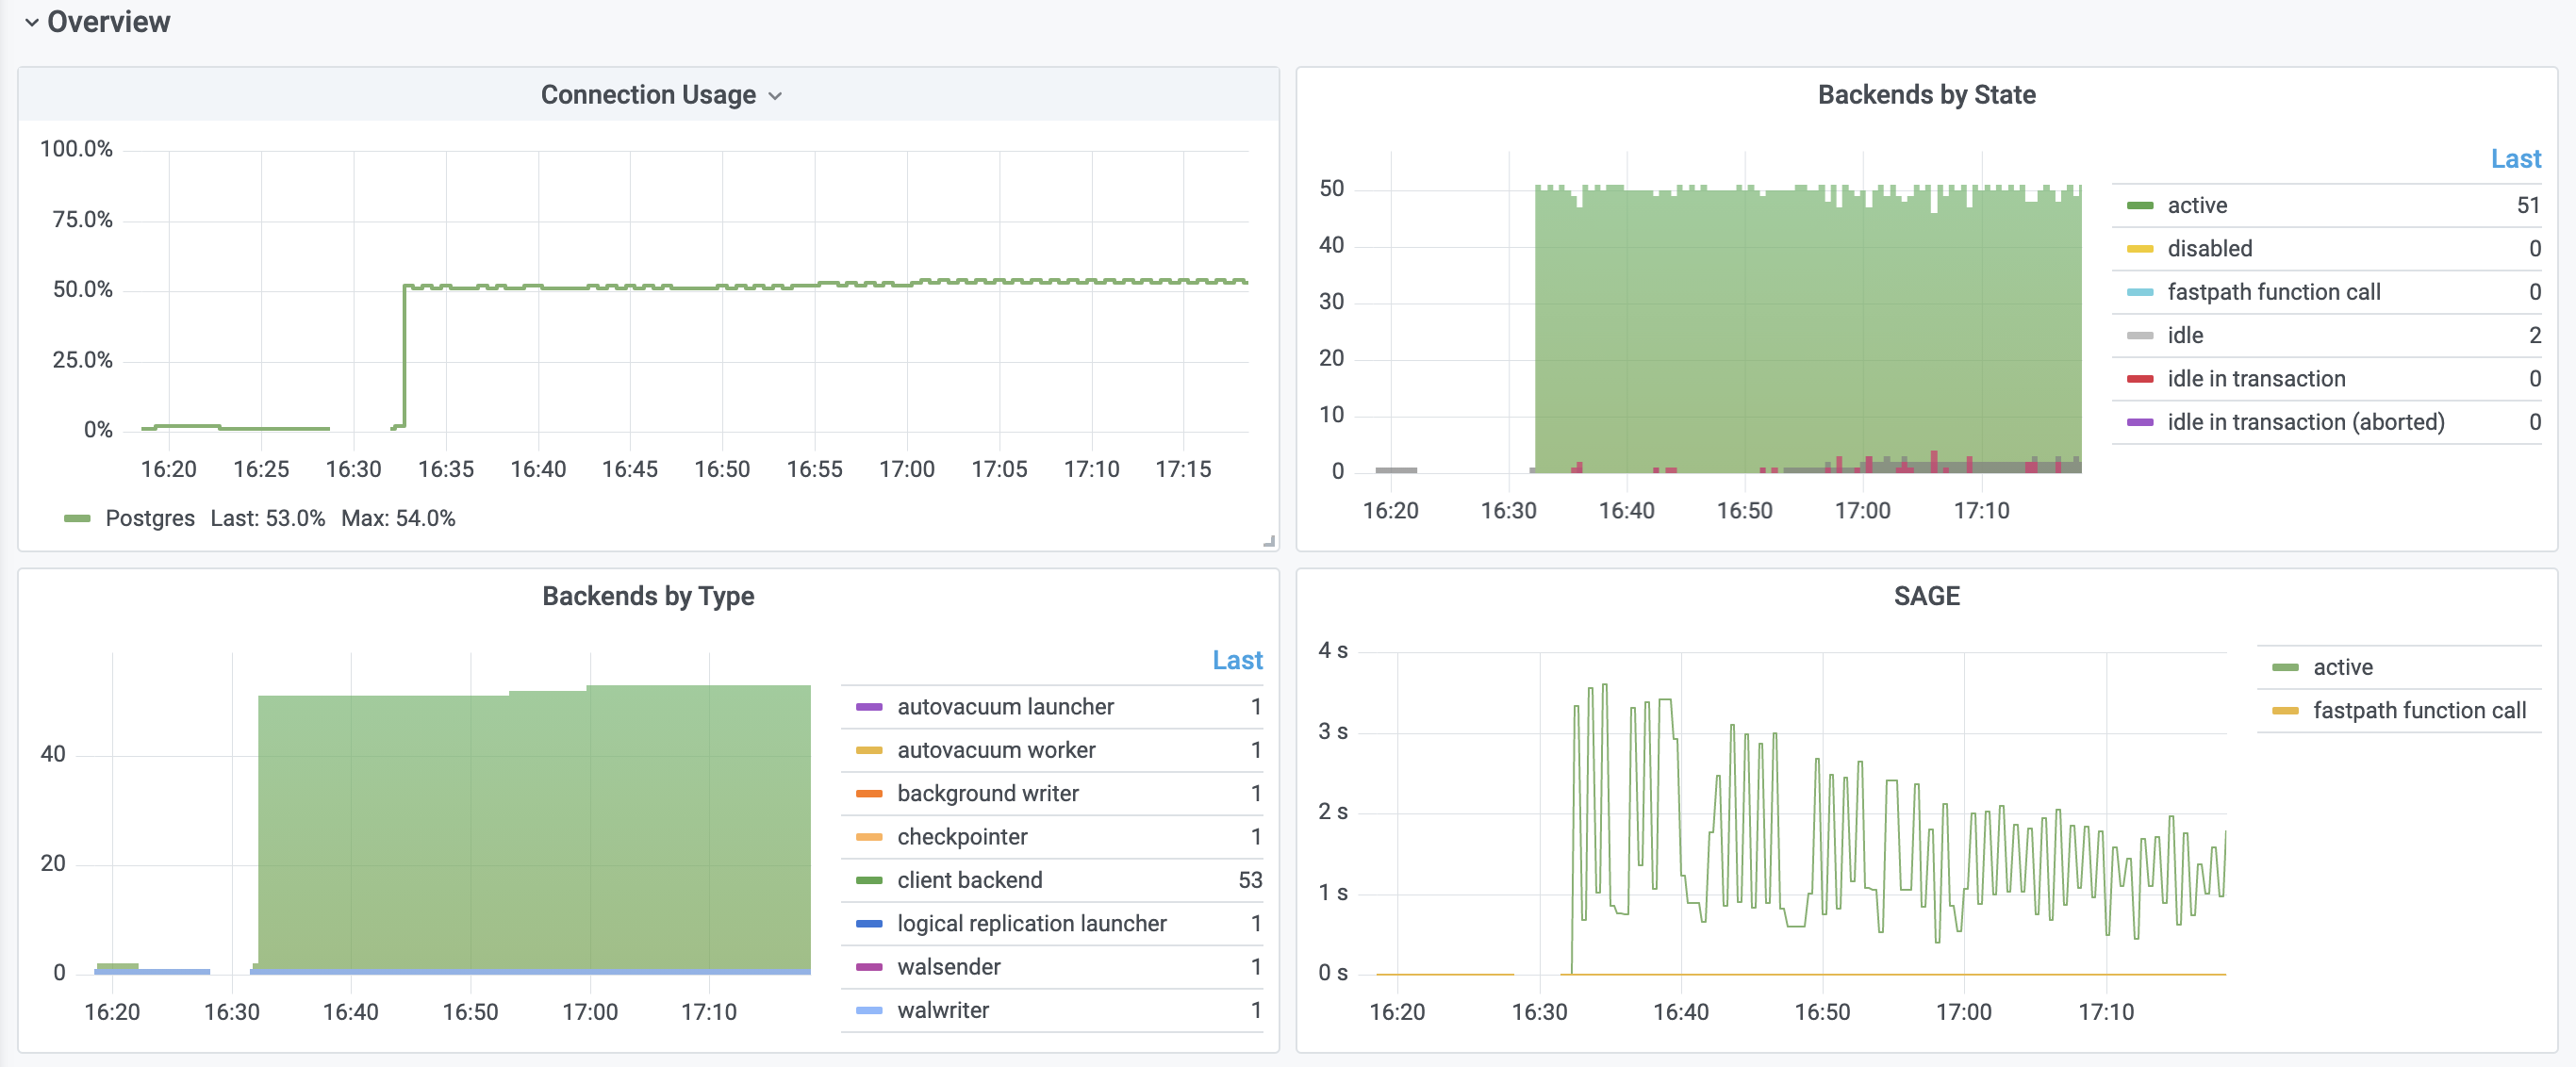 Overview
Connection Usage
100.0%
75.0%
50.0%
25.0%
0%
16:20 16:25 16:30 16:35 16:40 16:45 16:50 16:55 17:00 17:05 17:10 17:15
Postgres Last: 53.0% Max: 54.0%
Backends by State
50
40
30
20
10
0
16:20 16:30 16:40 16:50 17:00 17:10
Last
active 51
disabled 0
fastpath function call 0
idle 2
idle in transaction 0
idle in transaction (aborted) 0
Backends by Type
40
20
0
16:20 16:30 16:40 16:50 17:00 17:10
Last
autovacuum launcher 1
autovacuum worker 1
background writer 1
checkpointer 1
client backend 53
logical replication launcher 1
walsender 1
walwriter 1
SAGE
4 s
3 s
2 s
1 s
0 s
16:20 16:30 16:40 16:50 17:00 17:10
active
fastpath function call